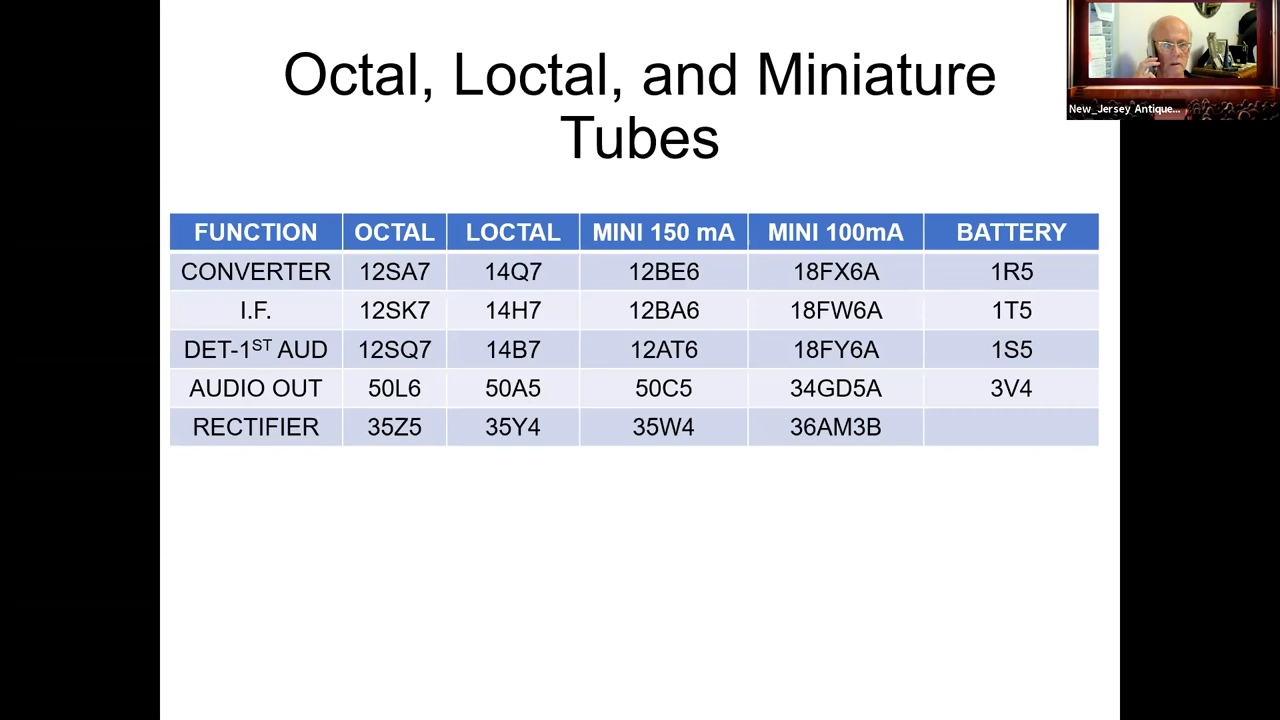 Octal, Loctal, and Miniature
Tubes
New_Jersey_Antique...
FUNCTION OCTAL LOCTAL MINI 150 mA MINI 100mA BATTERY
CONVERTER 12SA7 14Q7 12BE6 18FX6A 1R5
I.F. 12SK7 14H7 12BA6 18FW6A 1T5
DET-1ST AUD 12SQ7 14B7 12AT6 18FY6A 1S5
AUDIO OUT 50L6 50A5 50C5 34GD5A 3V4
RECTIFIER 35Z5 35Y4 35W4 36AM3B